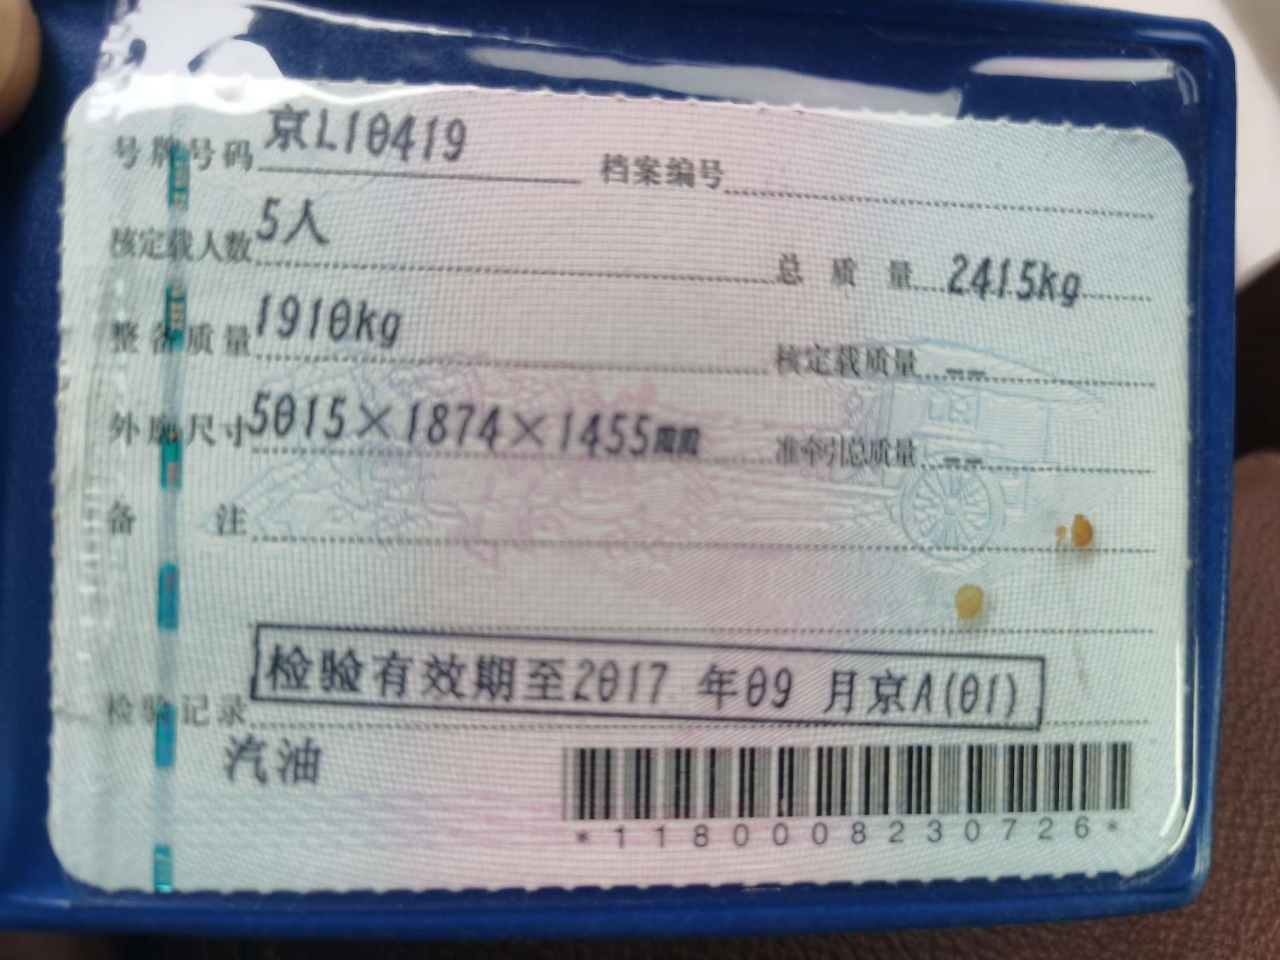 号牌号码 京L10419 档案编号
核定载人数 5人 总质量 2415kg
整备质量 1910kg 核定载质量 --
外廓尺寸 5015×1874×1455mm 准牵引总质量 --
备注
检验记录 检验有效期至2017 年09 月京A(01)
汽油
*1180008230726*